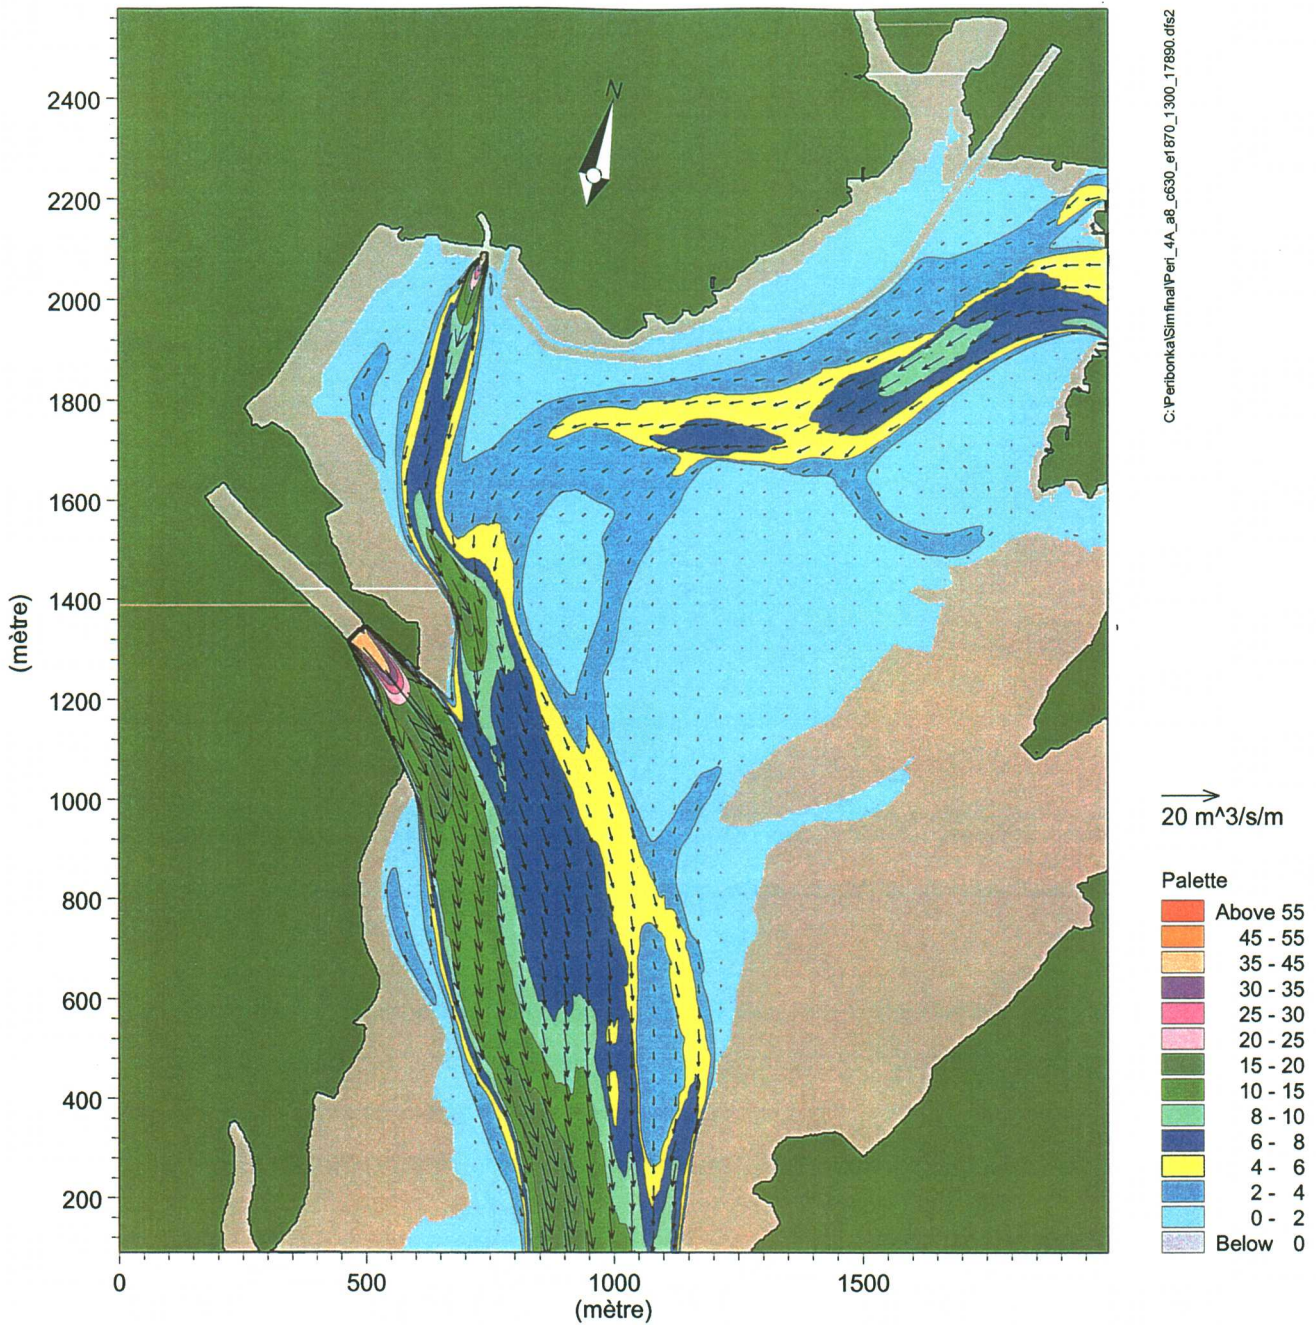 2400
2200
2000
1800
1600
1400
1200
1000
800
600
400
200
(mètre)
0
500
1000
1500
(mètre)
N
C:\Peribonka\Simfinal\Peri_4A_a8_c630_e1870_1300_17890.dfs2
20 m^3/s/m
Palette
Above 55
45 - 55
35 - 45
30 - 35
25 - 30
20 - 25
15 - 20
10 - 15
8 - 10
6 - 8
4 - 6
2 - 4
0 - 2
Below 0